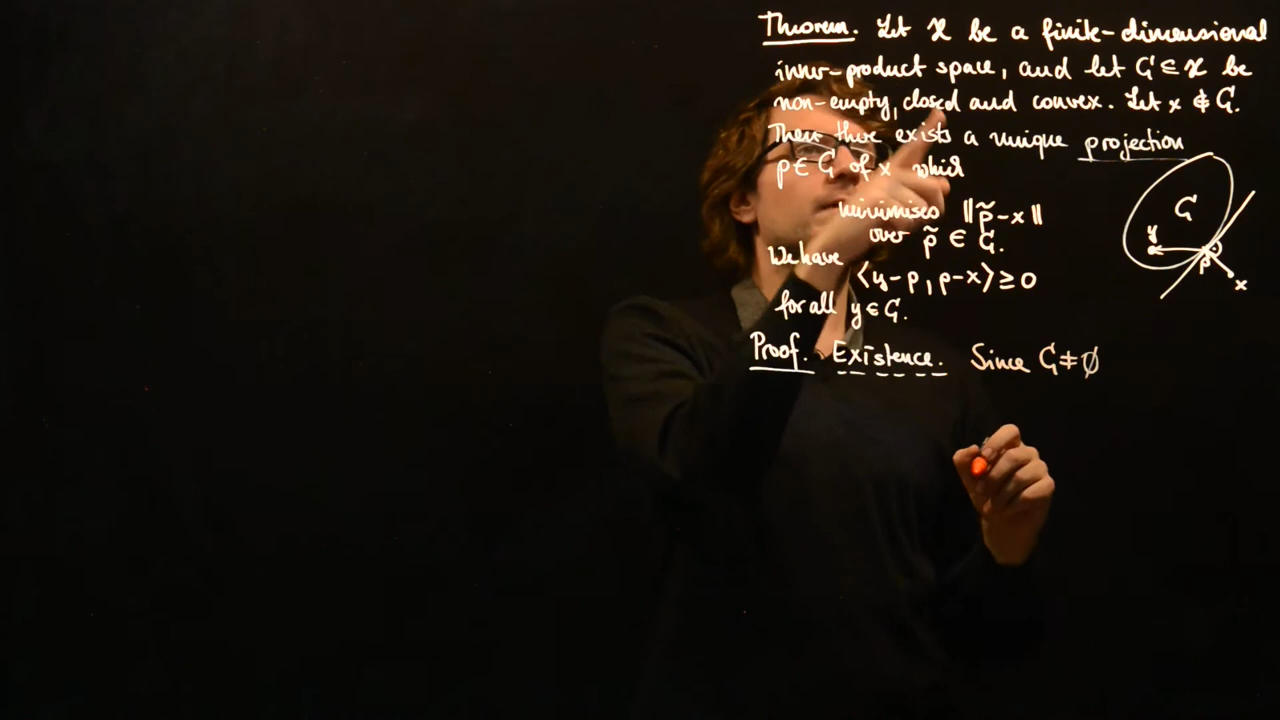 Theorem. Let X be a finite-dimensional
inner-product space, and let C ⊆ X be
non-empty, closed and convex. Let x ∉ C.
Then there exists a unique projection
p ∈ C of x which
minimises ‖p̃-x‖
over p̃ ∈ C.
We have
⟨y-p, p-x⟩ ≥ 0
for all y ∈ C.
Proof. Existence. Since C ≠ ∅
C
y
p
x